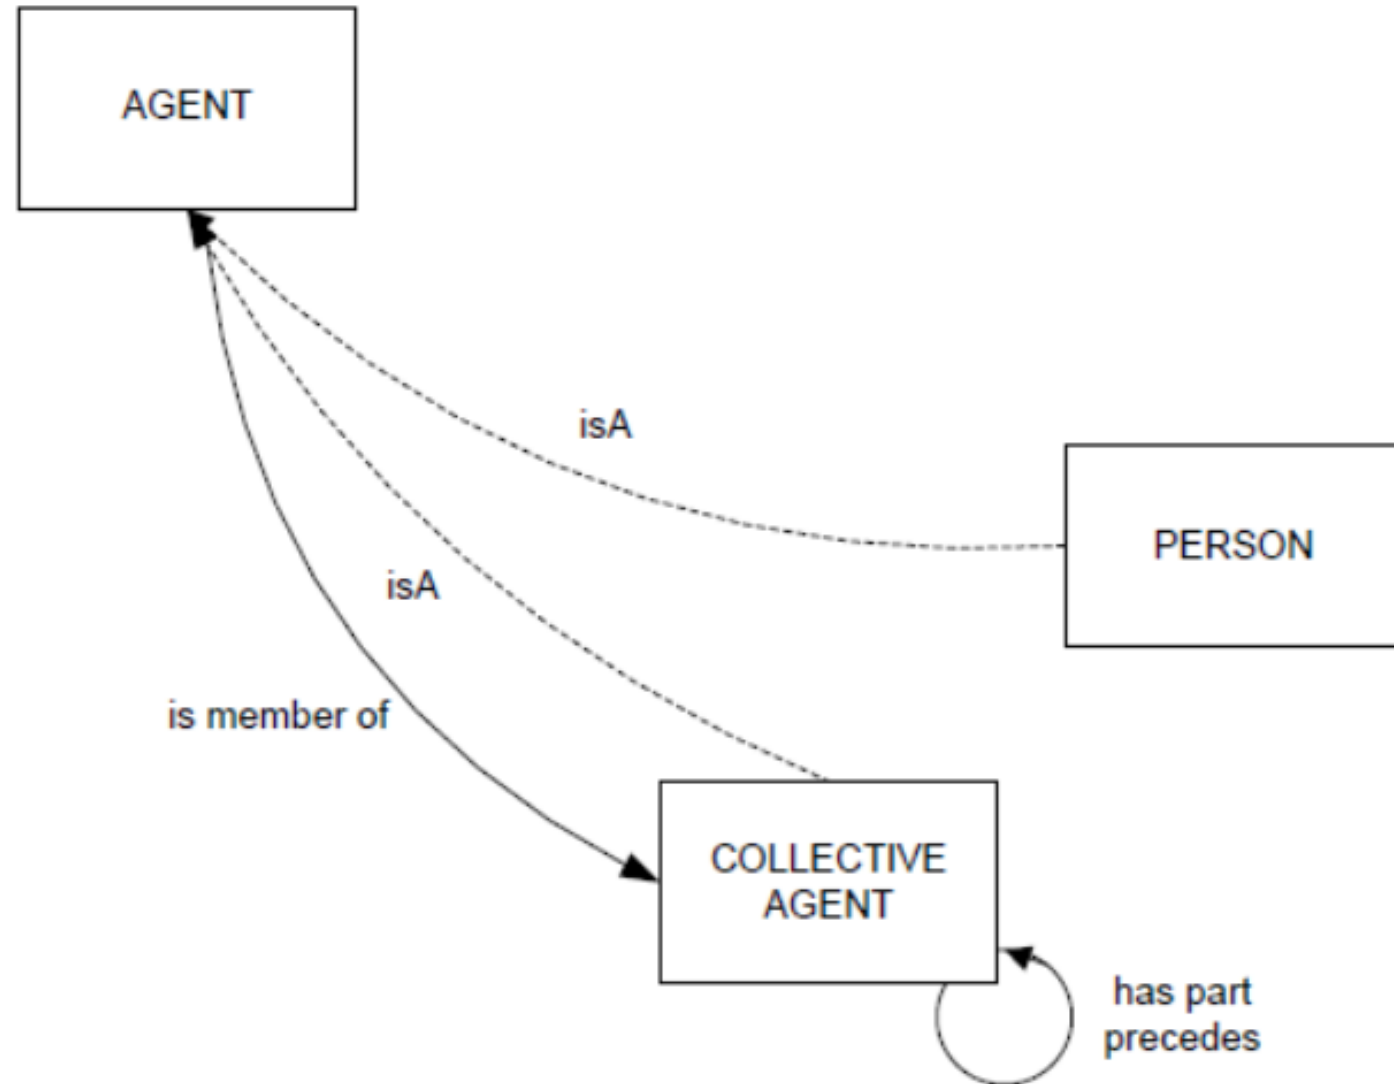 AGENT
isA
PERSON
isA
is member of
COLLECTIVE
AGENT
has part
precedes